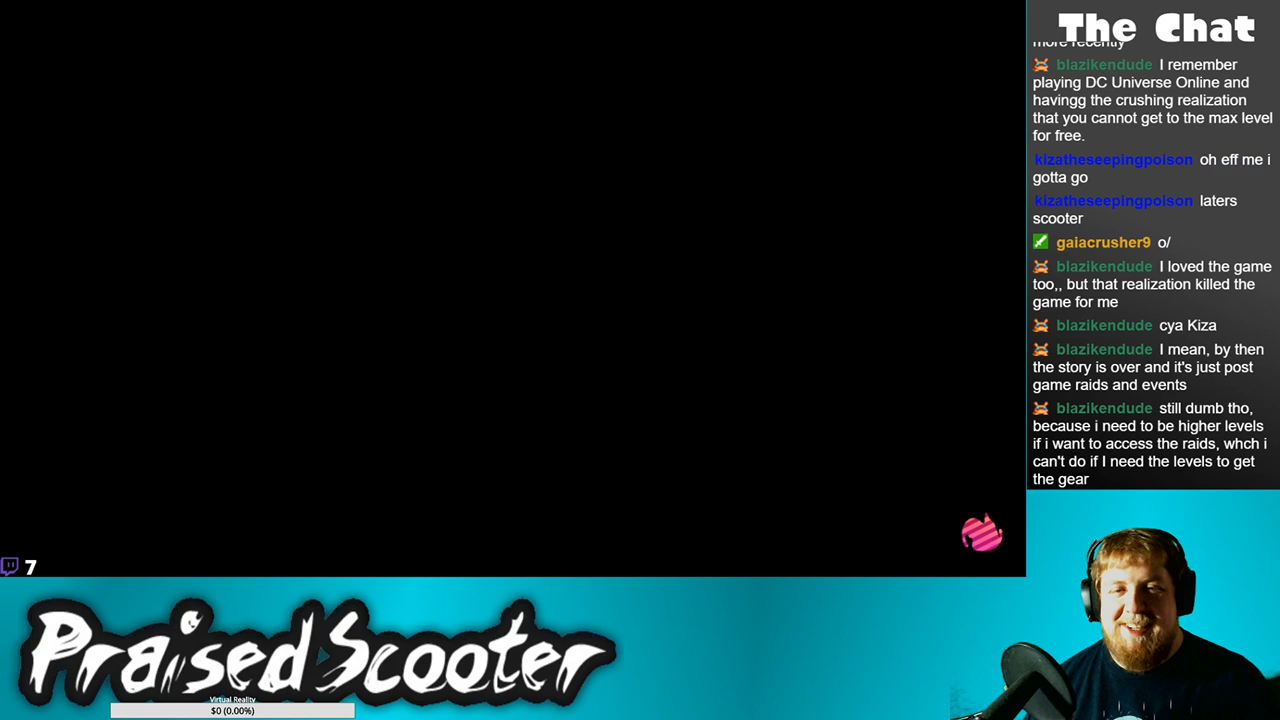 The Chat
more recently
blazikendude I remember
playing DC Universe Online and
havingg the crushing realization
that you cannot get to the max level
for free.
kizatheseepingpoison oh eff me i
gotta go
kizatheseepingpoison laters
scooter
gaiacrusher9 o/
blazikendude I loved the game
too,, but that realization killed the
game for me
blazikendude cya Kiza
blazikendude I mean, by then
the story is over and it's just post
game raids and events
blazikendude still dumb tho,
because i need to be higher levels
if i want to access the raids, whch i
can't do if I need the levels to get
the gear
7
PraisedScooter
Virtual Reality
$0 (0.00%)